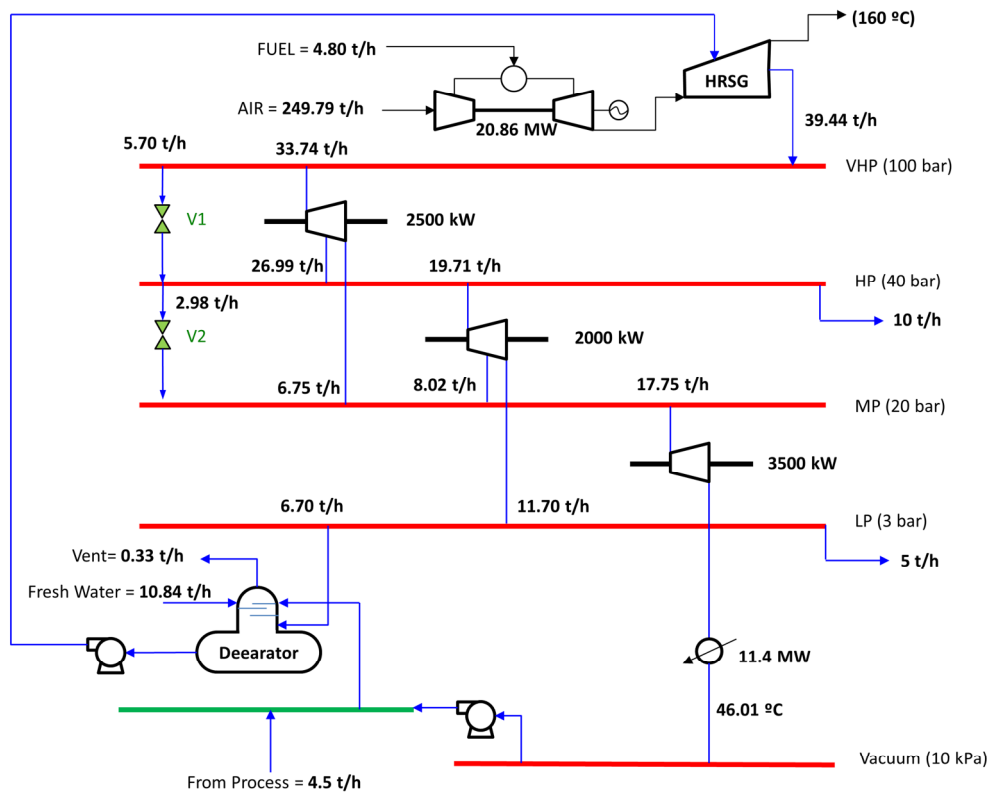 (160 ºC)
FUEL = 4.80 t/h
HRSG
AIR = 249.79 t/h
20.86 MW
39.44 t/h
5.70 t/h
33.74 t/h
VHP (100 bar)
V1
2500 kW
26.99 t/h
19.71 t/h
HP (40 bar)
2.98 t/h
10 t/h
V2
2000 kW
6.75 t/h
8.02 t/h
17.75 t/h
MP (20 bar)
3500 kW
6.70 t/h
11.70 t/h
LP (3 bar)
Vent= 0.33 t/h
5 t/h
Fresh Water = 10.84 t/h
Deearator
11.4 MW
46.01 ºC
Vacuum (10 kPa)
From Process = 4.5 t/h